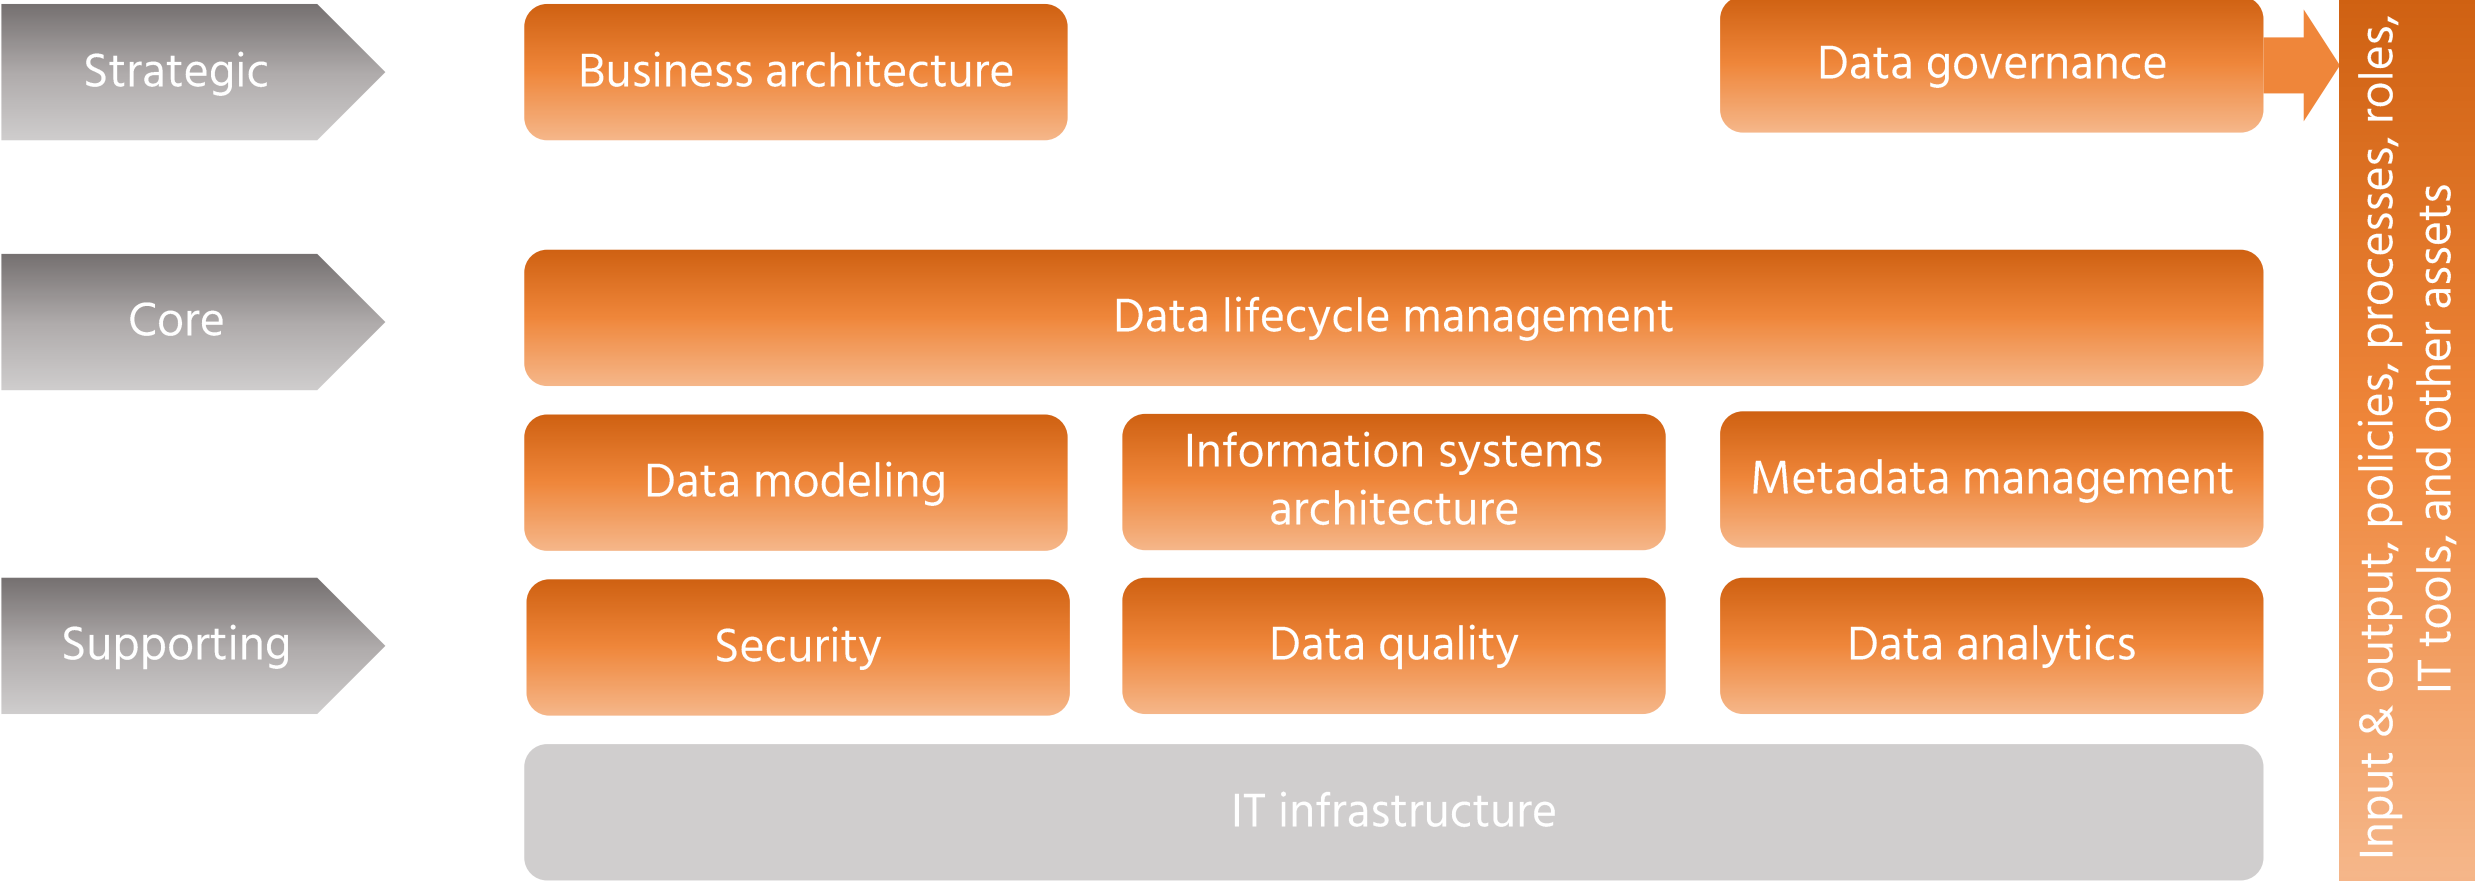 Strategic
Business architecture
Data governance
Core
Data lifecycle management
Data modeling
Information systems
architecture
Metadata management
Supporting
Security
Data quality
Data analytics
IT infrastructure
Input & output, policies, processes, roles,
IT tools, and other assets